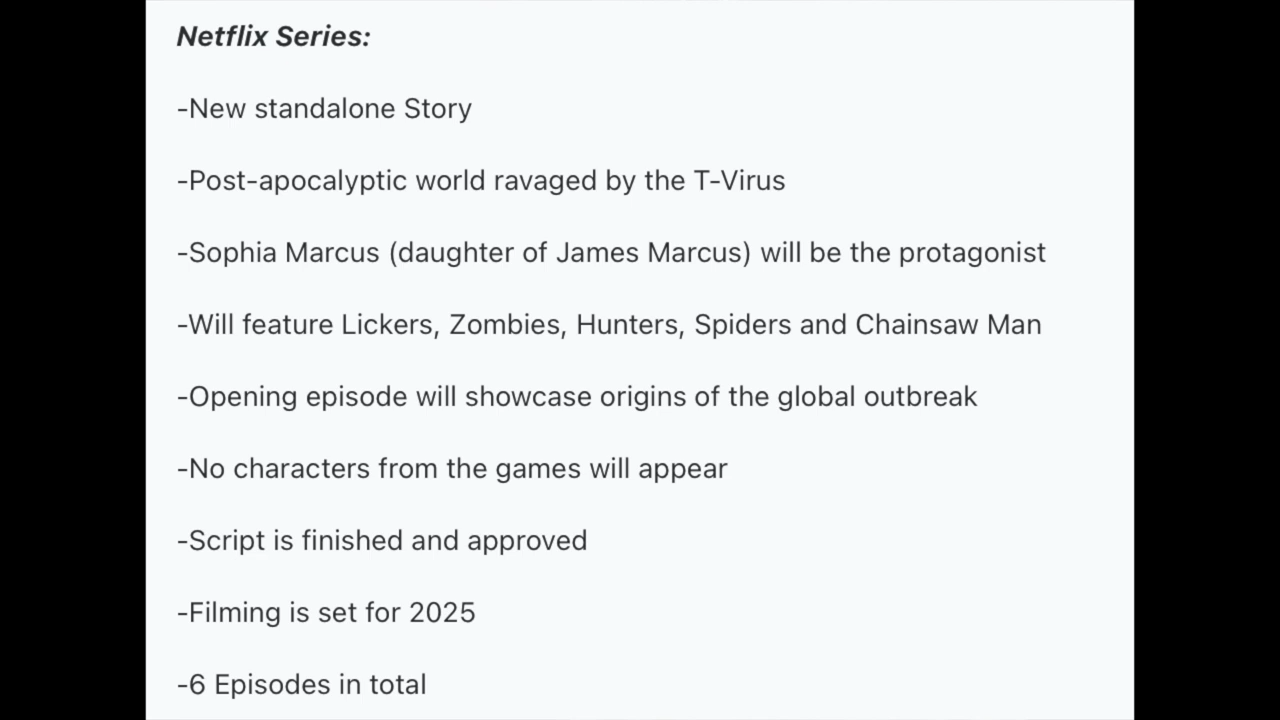 Netflix Series:
-New standalone Story
-Post-apocalyptic world ravaged by the T-Virus
-Sophia Marcus (daughter of James Marcus) will be the protagonist
-Will feature Lickers, Zombies, Hunters, Spiders and Chainsaw Man
-Opening episode will showcase origins of the global outbreak
-No characters from the games will appear
-Script is finished and approved
-Filming is set for 2025
-6 Episodes in total